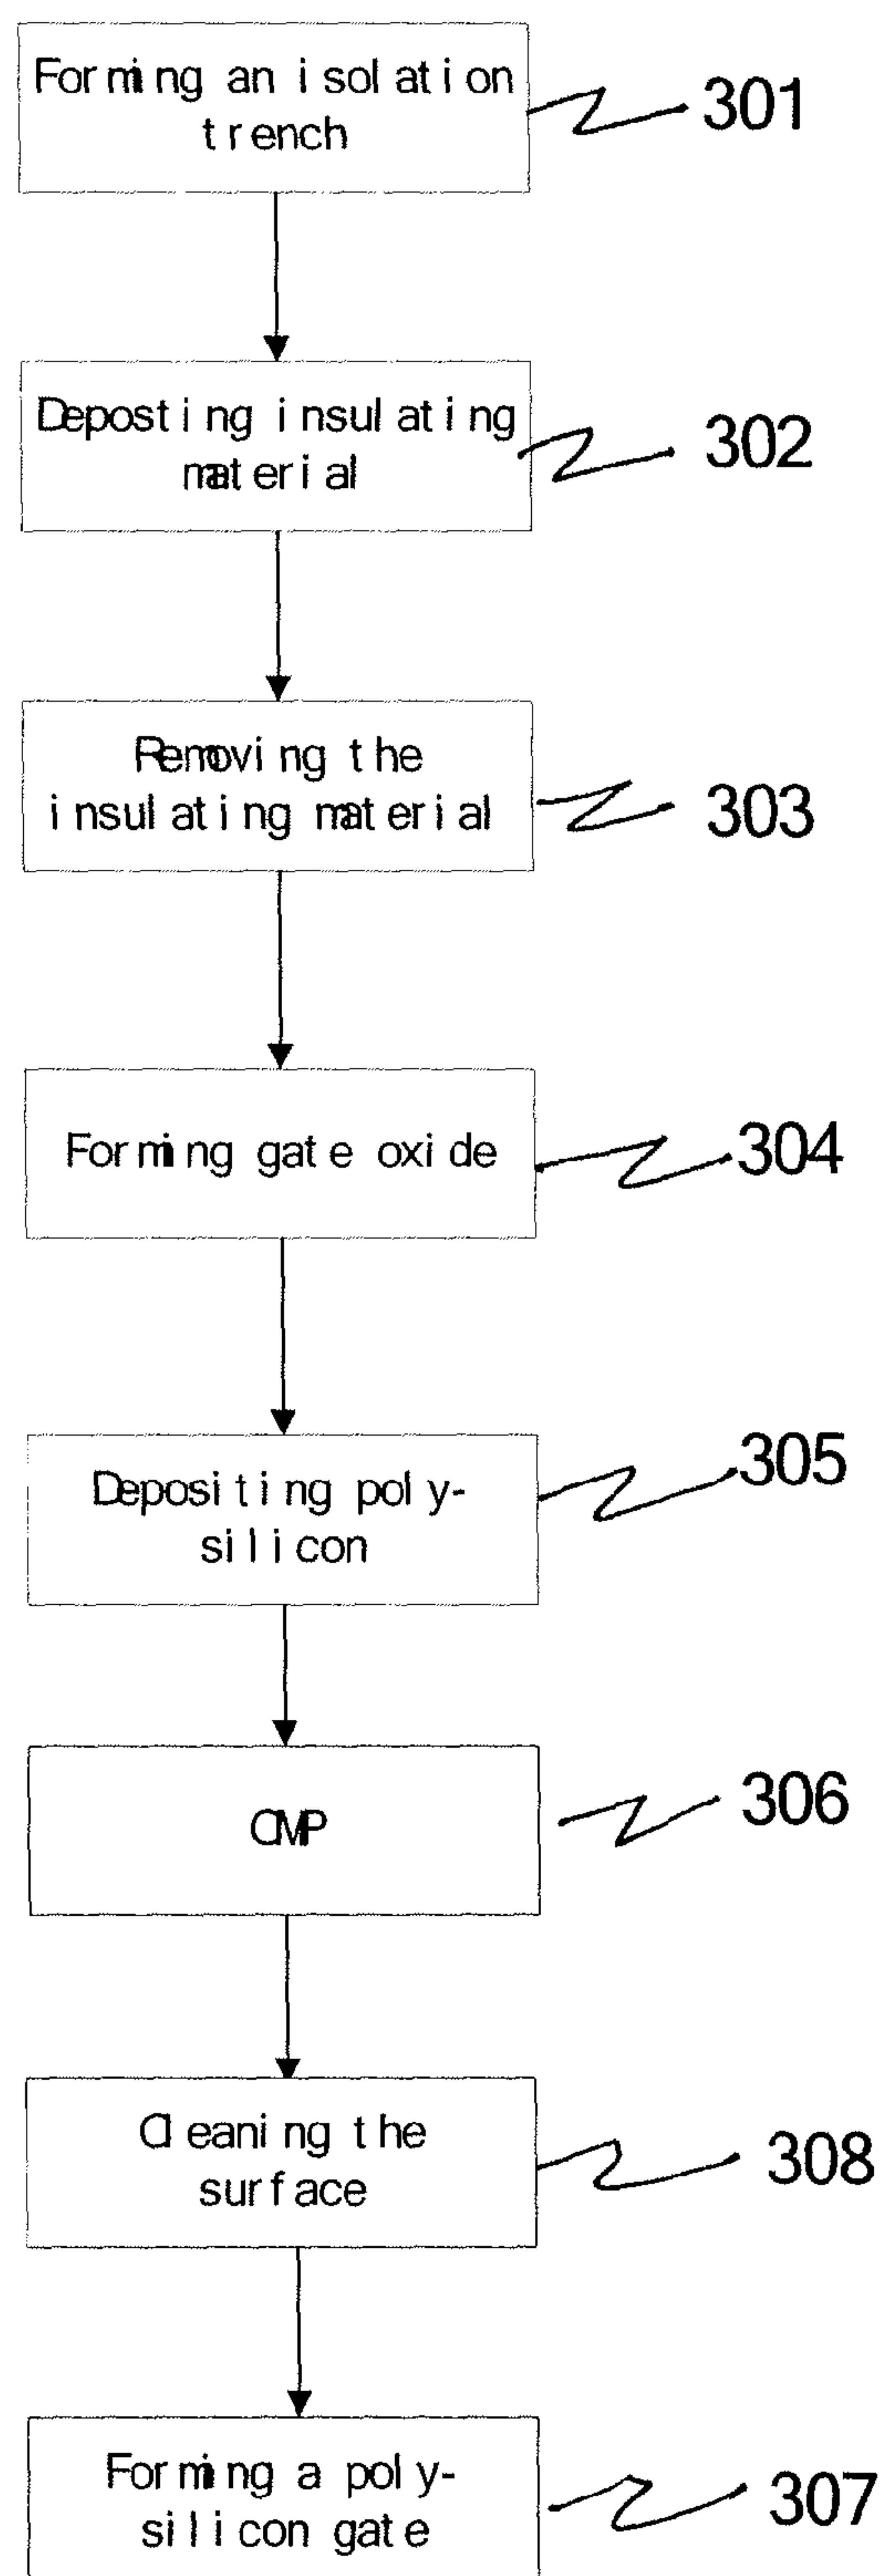 Forming an isolation
trench
301
Deposting insulating
material
302
Removing the
insulating material
303
Forming gate oxide
304
Depositing poly-
silicon
305
CMP
306
Cleaning the
surface
308
Forming a poly-
silicon gate
307